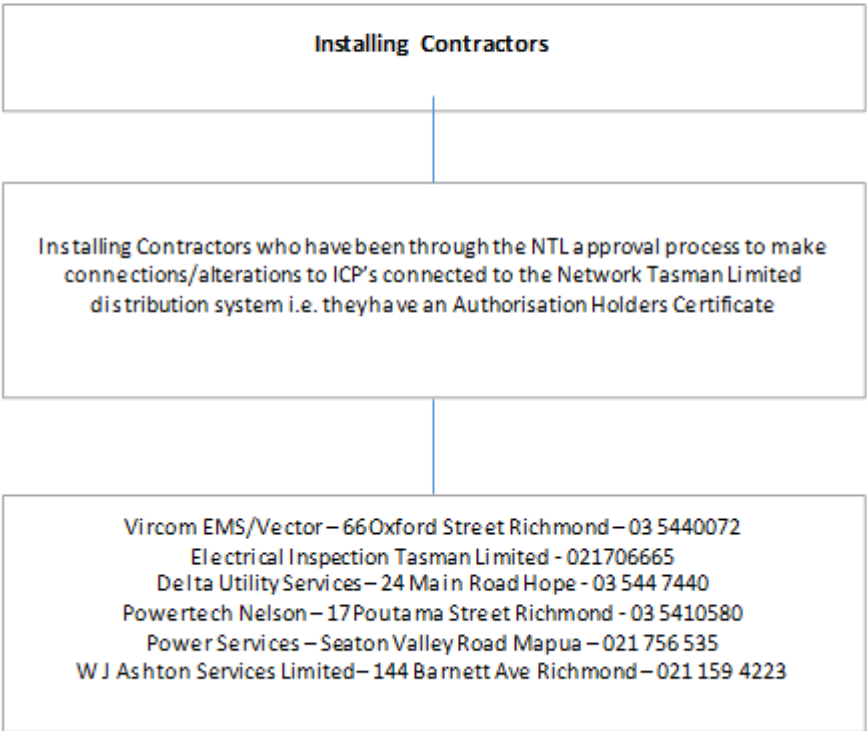 Installing Contractors
Installing Contractors who have been through the NTL approval process to make
connections/alterations to ICP's connected to the Network Tasman Limited
distribution system i.e. they have an Authorisation Holders Certificate
Vircom EMS/Vector – 66 Oxford Street Richmond – 03 5440072
Electrical Inspection Tasman Limited - 021706665
Delta Utility Services – 24 Main Road Hope - 03 544 7440
Powertech Nelson – 17 Poutama Street Richmond - 03 5410580
Power Services – Seaton Valley Road Mapua – 021 756 535
W J Ashton Services Limited – 144 Barnett Ave Richmond – 021 159 4223